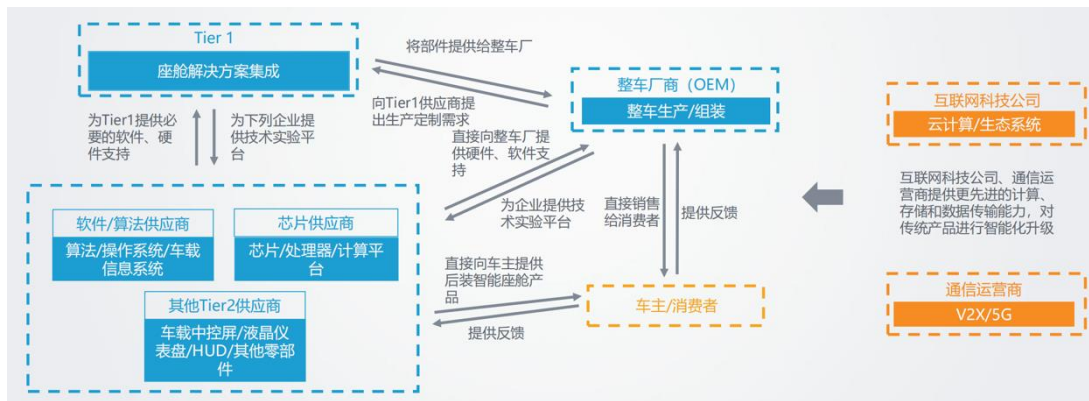 Tier 1
座舱解决方案集成
将部件提供给整车厂
向Tier1供应商提
出生产定制需求
为Tier1提供必
要的软件、硬
件支持
为下列企业提
供技术实验平
台
整车厂商（OEM）
整车生产/组装
直接向整车厂提
供硬件、软件支
持
为企业提供技
术实验平台
直接销售
给消费者
提供反馈
互联网科技公司
云计算/生态系统
互联网科技公司、通信运
营商提供更先进的计算、
存储和数据传输能力，对
传统产品进行智能化升级
通信运营商
V2X/5G
软件/算法供应商
算法/操作系统/车载
信息系统
芯片供应商
芯片/处理器/计算平
台
其他Tier2供应商
车载中控屏/液晶仪
表盘/HUD/其他零部
件
直接向车主提供
后装智能座舱产
品
提供反馈
车主/消费者